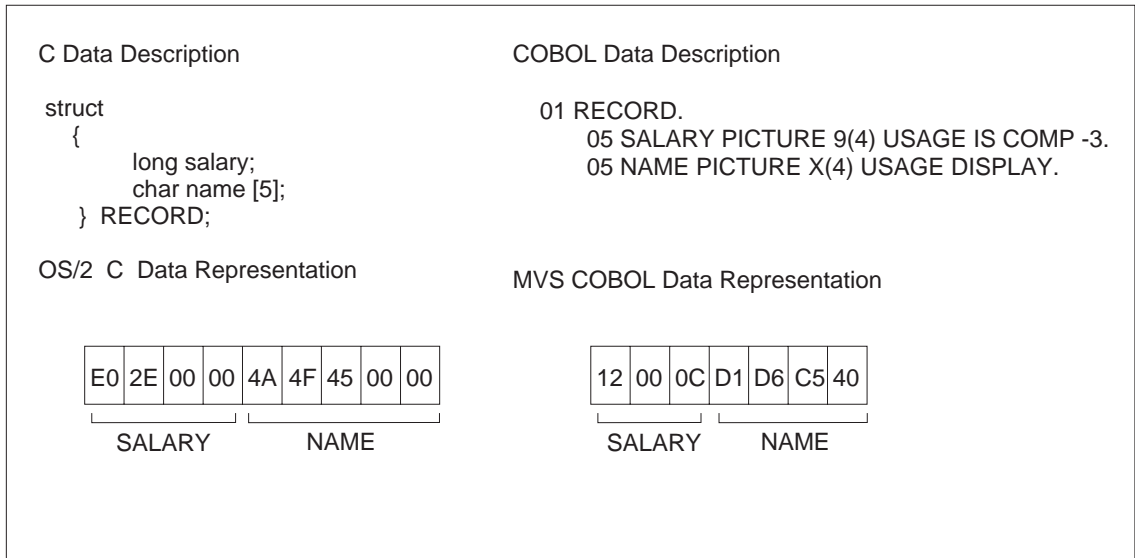 C Data Description
struct
{
long salary;
char name [5];
} RECORD;
OS/2 C Data Representation
E0 2E 00 00 4A 4F 45 00 00
SALARY NAME
COBOL Data Description
01 RECORD.
05 SALARY PICTURE 9(4) USAGE IS COMP -3.
05 NAME PICTURE X(4) USAGE DISPLAY.
MVS COBOL Data Representation
12 00 0C D1 D6 C5 40
SALARY NAME